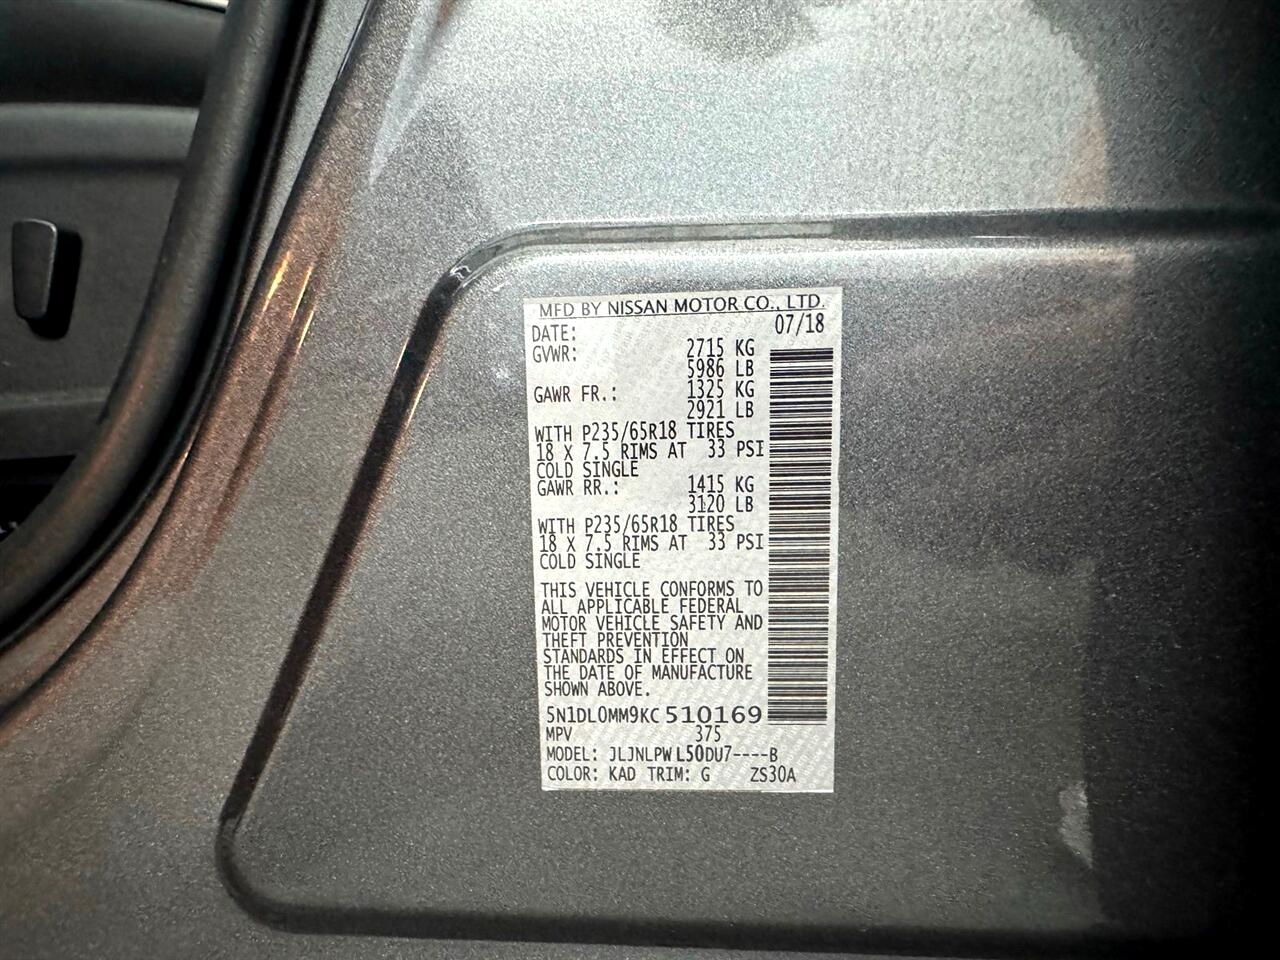 MFD BY NISSAN MOTOR CO., LTD.
DATE: 07/18
GVWR: 2715 KG
5986 LB
GAWR FR.: 1325 KG
2921 LB
WITH P235/65R18 TIRES
18 X 7.5 RIMS AT 33 PSI
COLD SINGLE
GAWR RR.: 1415 KG
3120 LB
WITH P235/65R18 TIRES
18 X 7.5 RIMS AT 33 PSI
COLD SINGLE
THIS VEHICLE CONFORMS TO
ALL APPLICABLE FEDERAL
MOTOR VEHICLE SAFETY AND
THEFT PREVENTION
STANDARDS IN EFFECT ON
THE DATE OF MANUFACTURE
SHOWN ABOVE.
5N1DL0MM9KC 510169
MPV 375
MODEL: JLJNLPW L50DU7----B
COLOR: KAD TRIM: G ZS30A